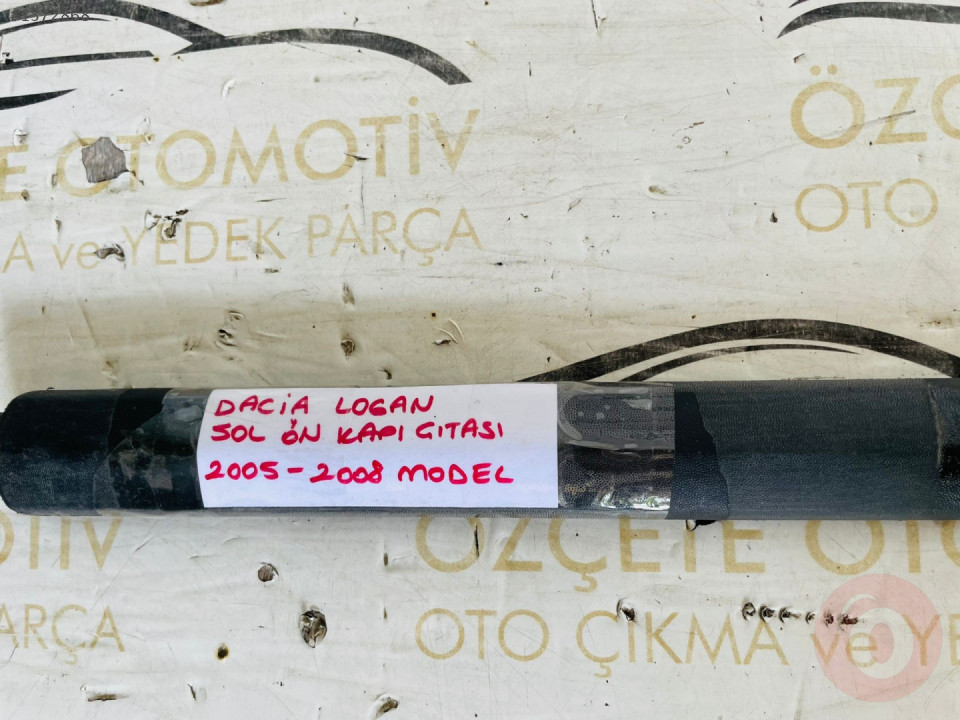 ÖZÇ
E OTOMOTİV
OTO
A ve YEDEK PARÇA
DACİA LOGAN
SOL ÖN KAPI ÇITASI
2005-2008 MODEL
OTİV
ÖZÇETE OTO
ARÇA
OTO ÇIKMA ve YE